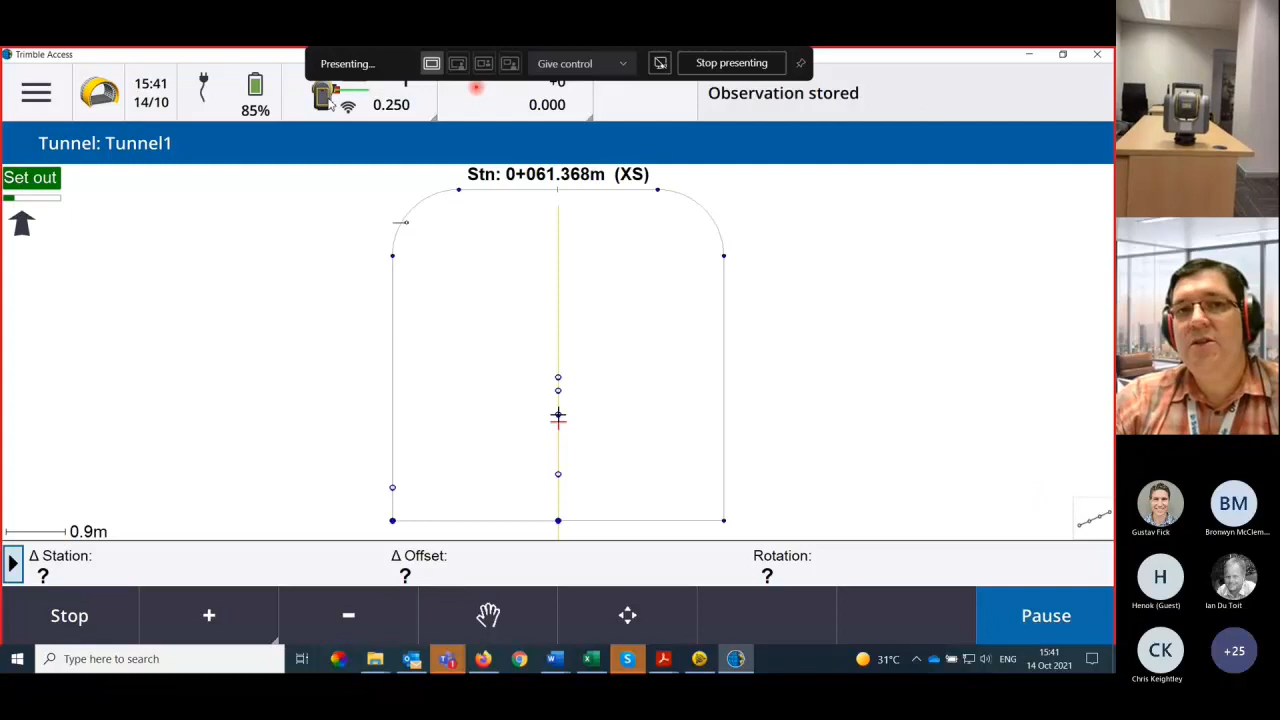 Trimble Access
Presenting...
Give control
Stop presenting
15:41
14/10
85%
0.250
0.000
Observation stored
Tunnel: Tunnel1
Set out
Stn: 0+061.368m (XS)
0.9m
Δ Station:
?
Δ Offset:
?
Rotation:
?
Stop
+
−
Pause
Type here to search
31°C
ENG
15:41
14 Oct 2021
Gustav Fick
BM
Bronwyn McClem...
H
Henok (Guest)
Ian Du Toit
CK
Chris Keightley
+25